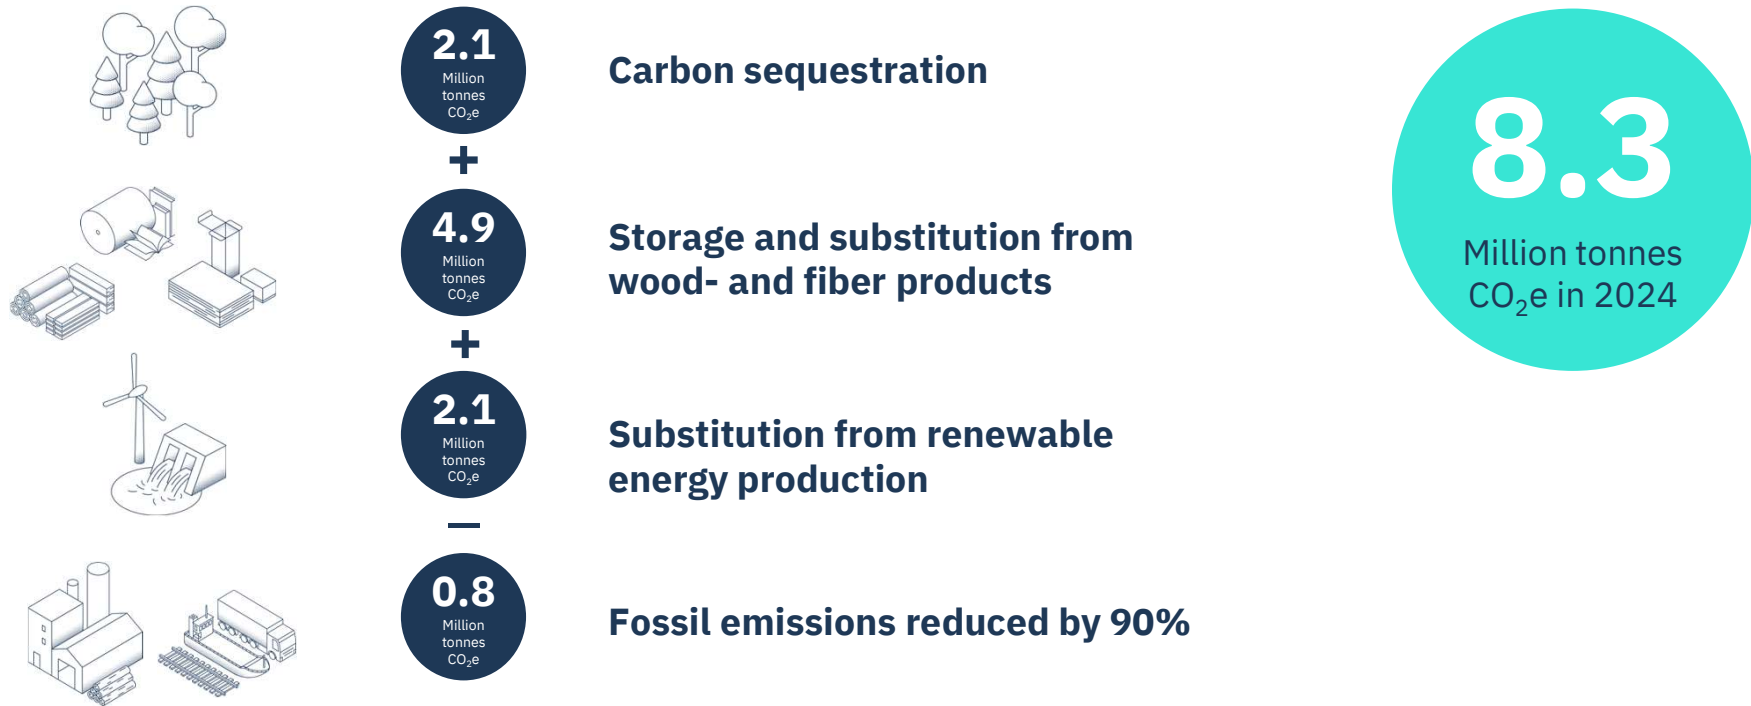 2.1
Million
tonnes
CO₂e
Carbon sequestration
+
4.9
Million
tonnes
CO₂e
Storage and substitution from
wood- and fiber products
+
2.1
Million
tonnes
CO₂e
Substitution from renewable
energy production
–
0.8
Million
tonnes
CO₂e
Fossil emissions reduced by 90%
8.3
Million tonnes
CO₂e in 2024